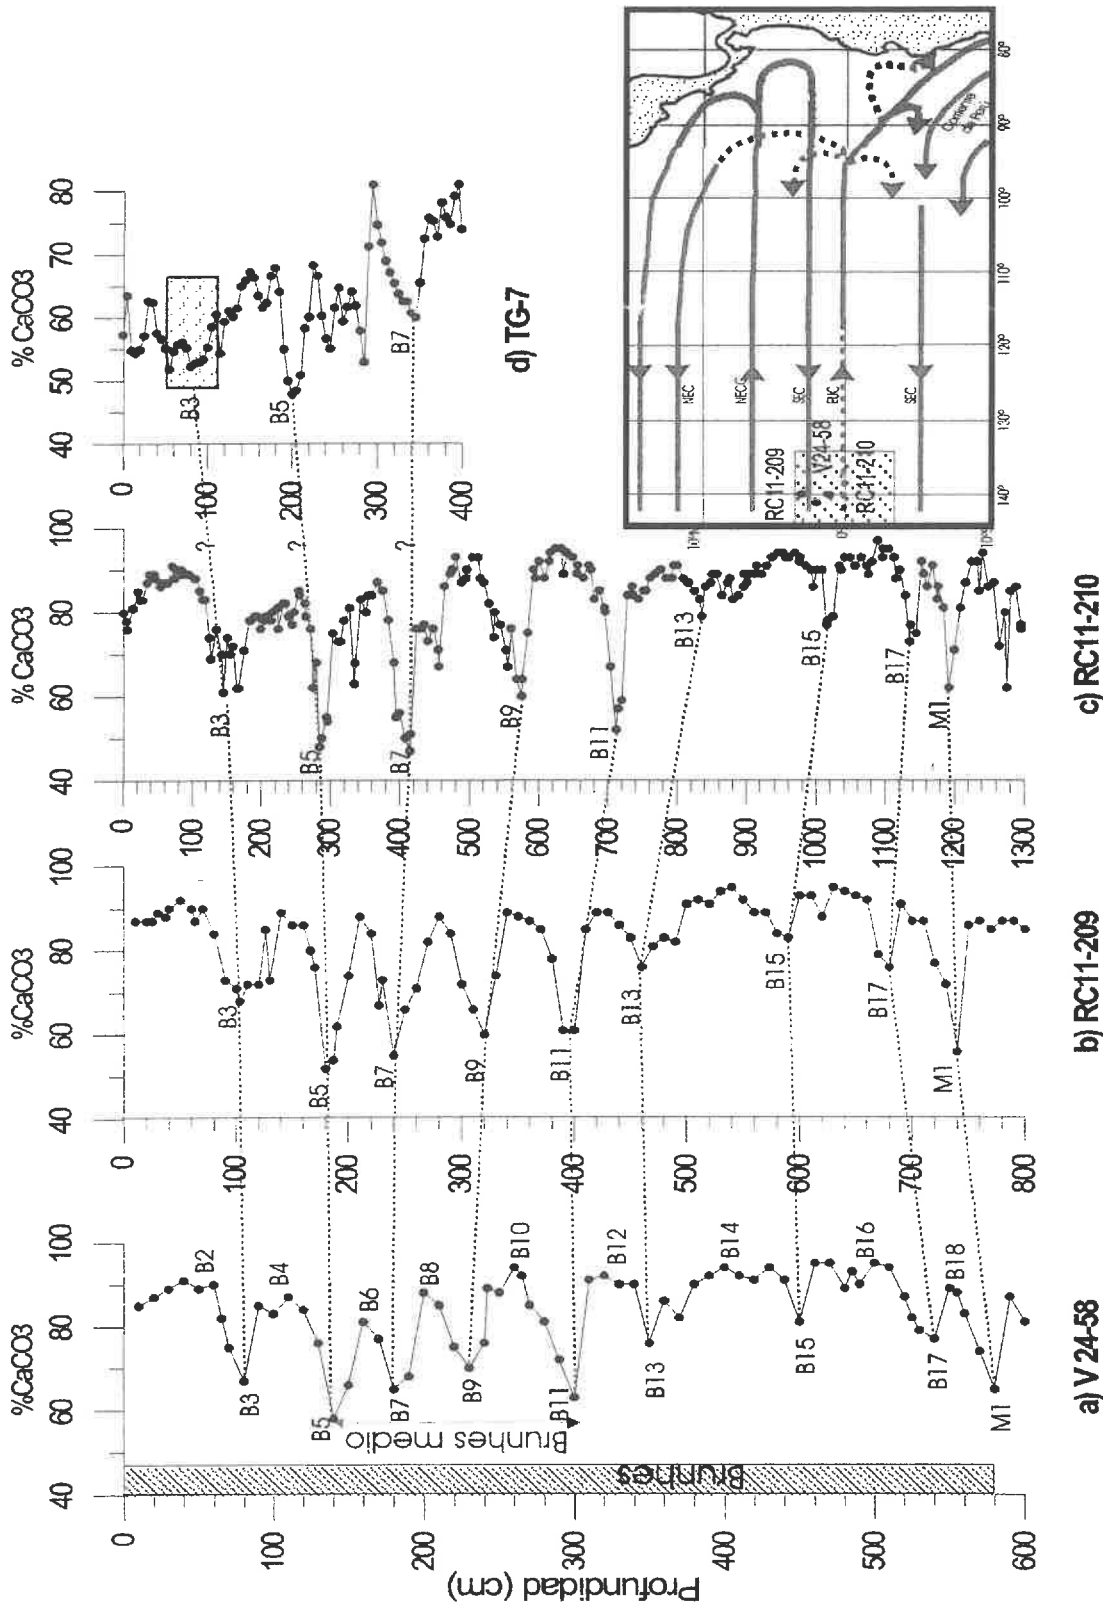 %CaCO3
40
60
80
100
0
100
200
300
400
500
600
Profundidad (cm)
Brunhes
Brunhes medio
B2
B3
B4
B5
B6
B7
B8
B9
B10
B11
B12
B13
B14
B15
B16
B17
B18
M1
a) V 24-58
%CaCO3
40
60
80
100
0
100
200
300
400
500
600
700
800
B3
B5
B7
B9
B11
B13
B15
B17
M1
b) RC11-209
% CaCO3
40
60
80
100
0
100
200
300
400
500
600
700
800
900
1000
1100
1200
1300
B3
B5
B7
B9
B11
B13
B15
B17
M1
?
?
?
c) RC11-210
% CaCO3
40
50
60
70
80
0
100
200
300
400
B3
B5
B7
d) TG-7
NEC
NECC
SEC
EUC
SEC
RC11-209
V24-58
RC11-210
Corriente
de Perú
10°N
0°
10°S
140°
130°
120°
110°
100°
90°
80°